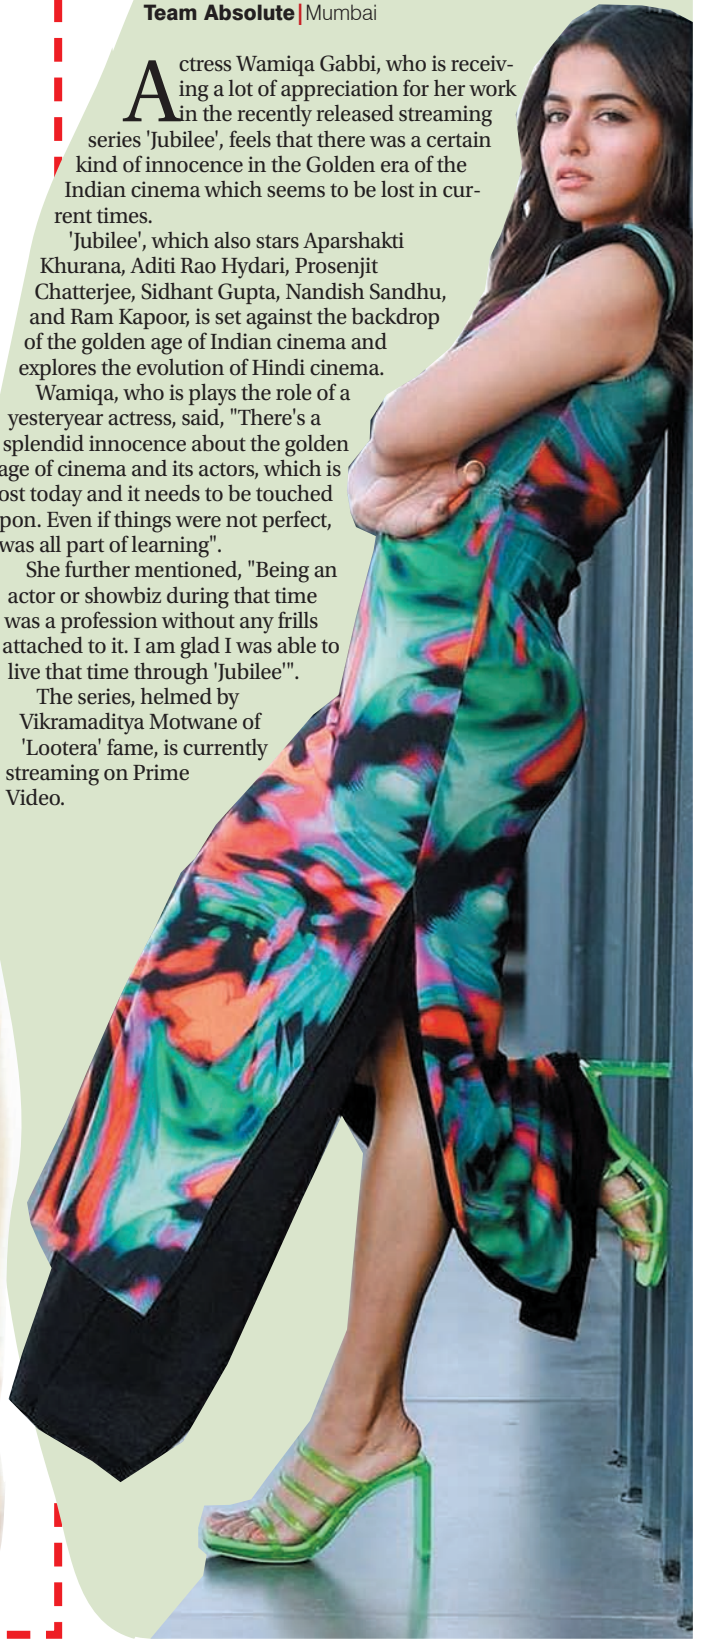 Team Absolute|Mumbai
Actress Wamiqa Gabbi, who is receiv-
ing a lot of appreciation for her work
in the recently released streaming
series 'Jubilee', feels that there was a certain
kind of innocence in the Golden era of the
Indian cinema which seems to be lost in cur-
rent times.
'Jubilee', which also stars Aparshakti
Khurana, Aditi Rao Hydari, Prosenjit
Chatterjee, Sidhant Gupta, Nandish Sandhu,
and Ram Kapoor, is set against the backdrop
of the golden age of Indian cinema and
explores the evolution of Hindi cinema.
Wamiqa, who is plays the role of a
yesteryear actress, said, "There's a
splendid innocence about the golden
age of cinema and its actors, which is
ost today and it needs to be touched
pon. Even if things were not perfect,
was all part of learning".
She further mentioned, "Being an
actor or showbiz during that time
was a profession without any frills
attached to it. I am glad I was able to
live that time through 'Jubilee'".
The series, helmed by
Vikramaditya Motwane of
'Lootera' fame, is currently
streaming on Prime
Video.